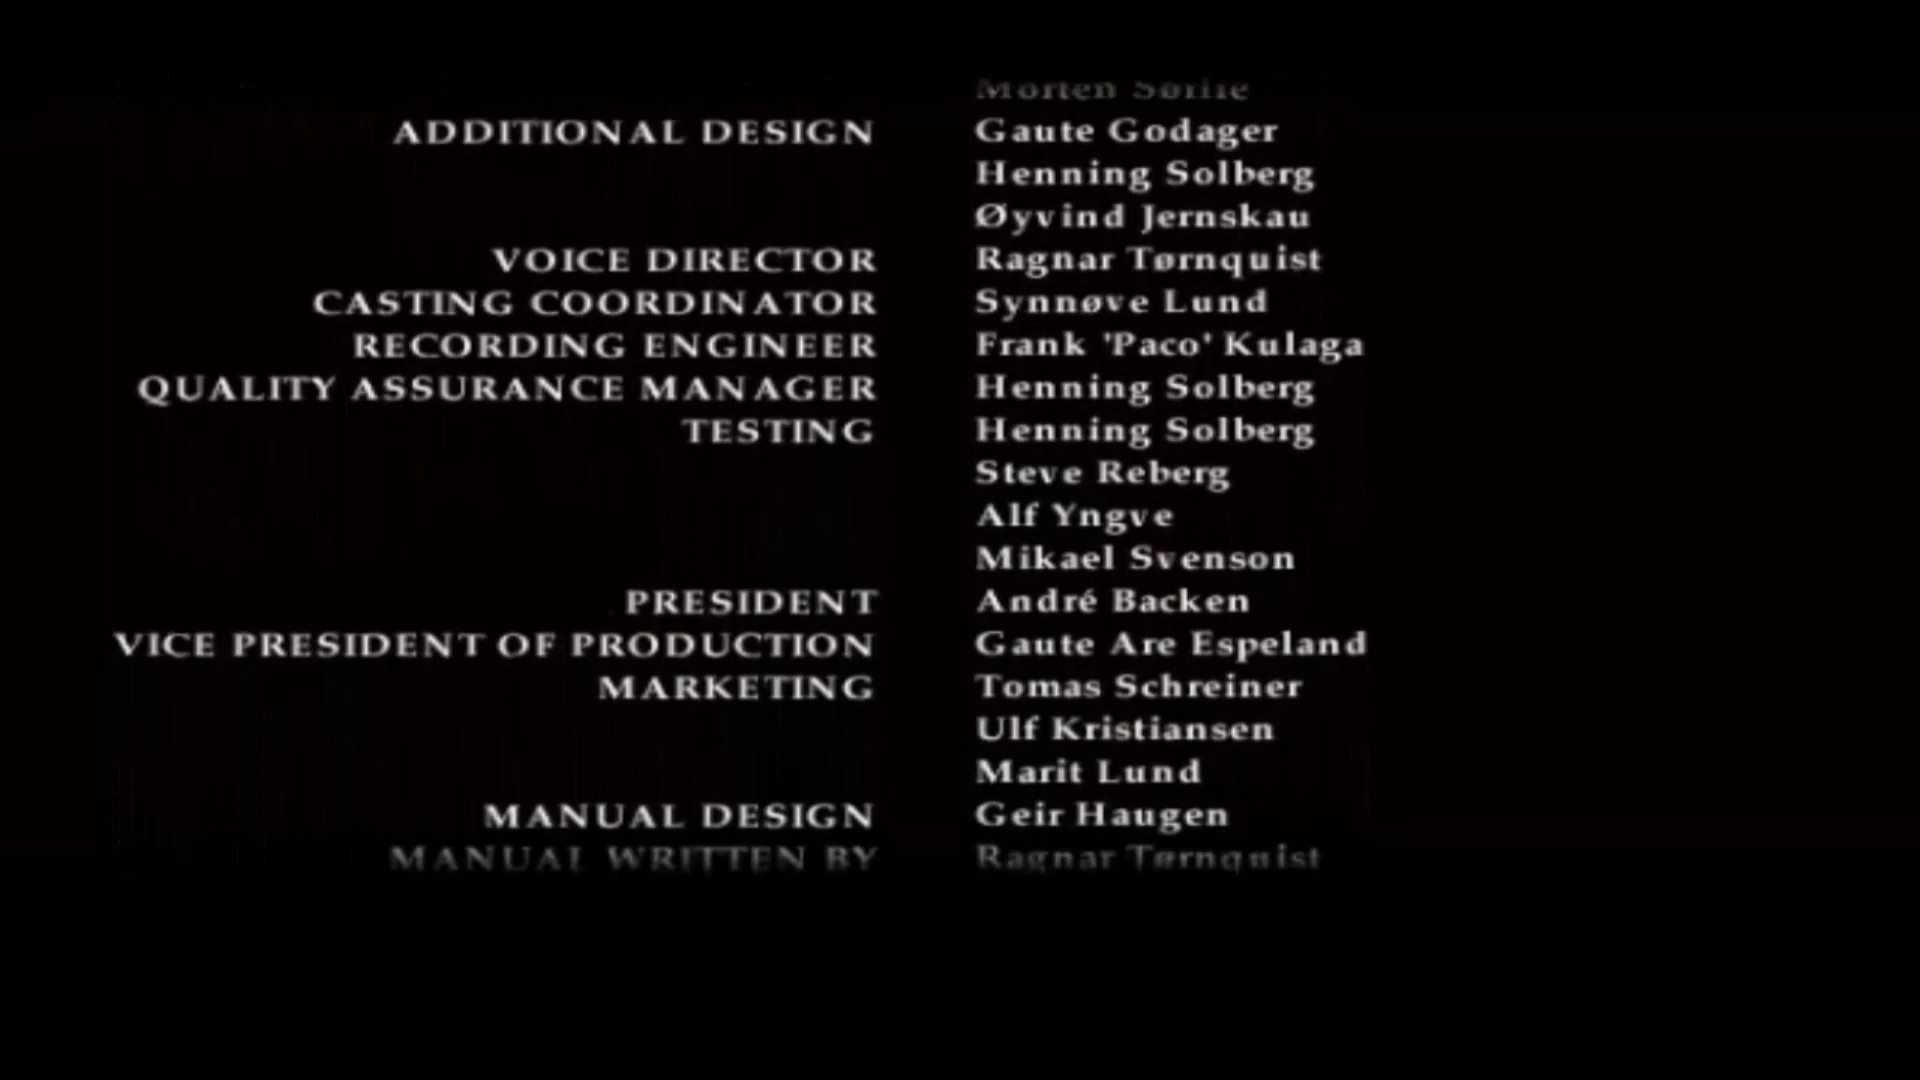 Morten Sørlie
ADDITIONAL DESIGN Gaute Godager
Henning Solberg
Øyvind Jernskau
VOICE DIRECTOR Ragnar Tørnquist
CASTING COORDINATOR Synnøve Lund
RECORDING ENGINEER Frank 'Paco' Kulaga
QUALITY ASSURANCE MANAGER Henning Solberg
TESTING Henning Solberg
Steve Reberg
Alf Yngve
Mikael Svenson
PRESIDENT André Backen
VICE PRESIDENT OF PRODUCTION Gaute Are Espeland
MARKETING Tomas Schreiner
Ulf Kristiansen
Marit Lund
MANUAL DESIGN Geir Haugen
MANUAL WRITTEN BY Ragnar Tørnquist